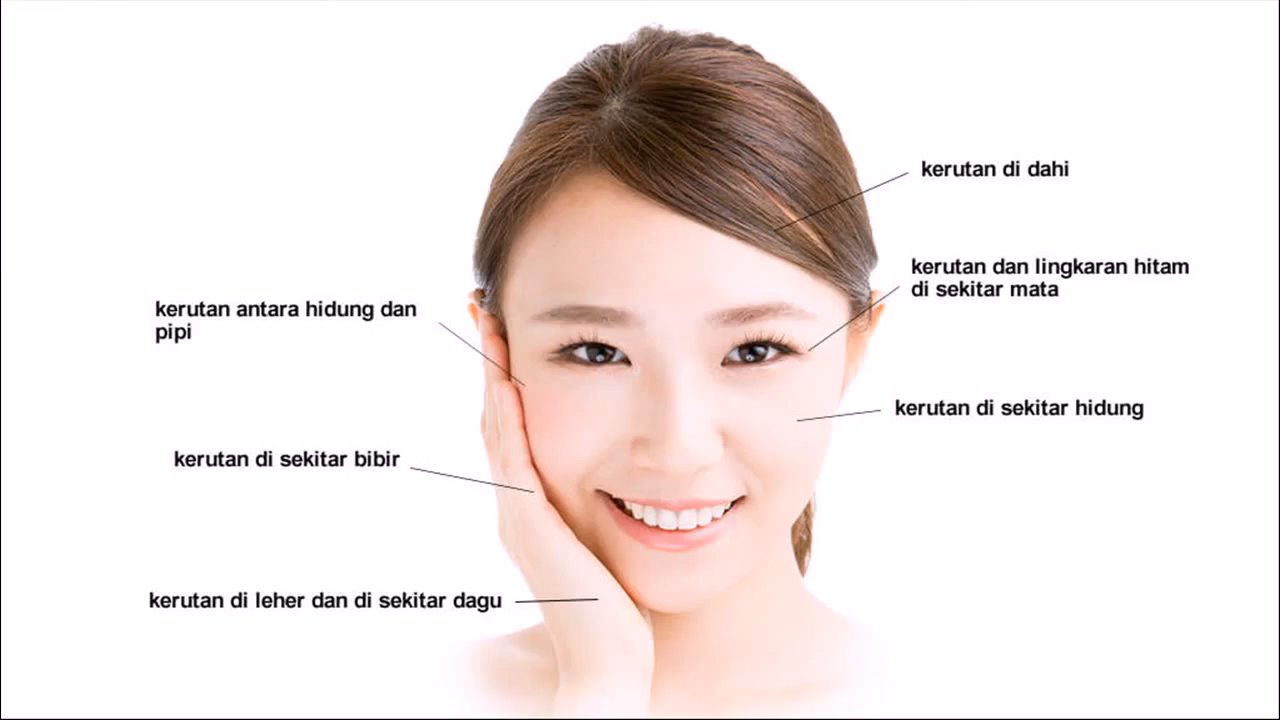 kerutan di dahi
kerutan dan lingkaran hitam
di sekitar mata
kerutan antara hidung dan
pipi
kerutan di sekitar hidung
kerutan di sekitar bibir
kerutan di leher dan di sekitar dagu